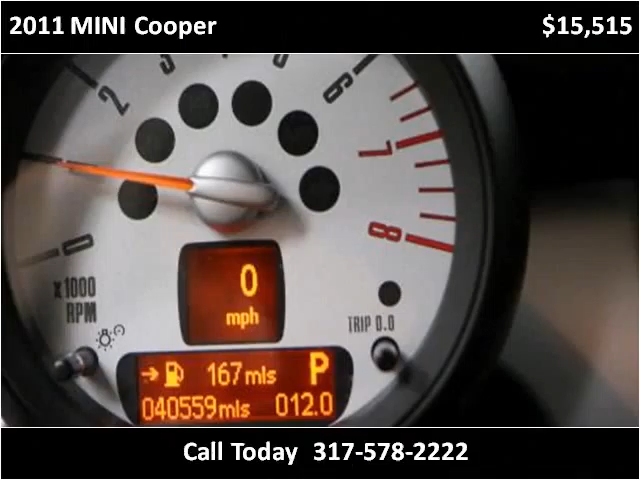 2011 MINI Cooper $15,515
2 6
7
8
0
0
mph
x1000
RPM
TRIP 0.0
167 mls P
040559mls 012.0
Call Today 317-578-2222